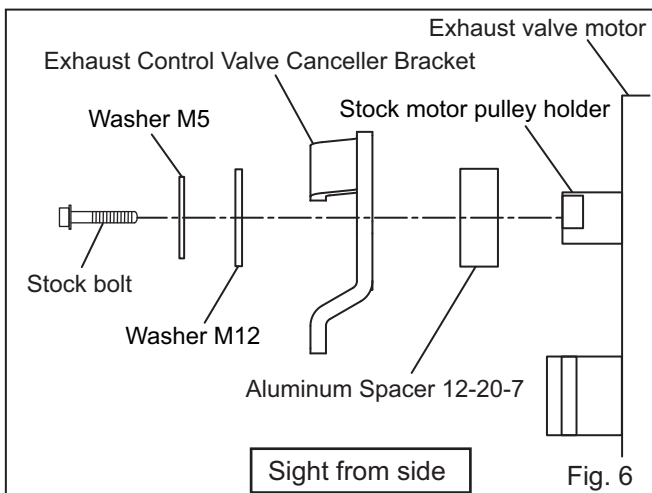 Exhaust valve motor
Exhaust Control Valve Canceller Bracket
Stock motor pulley holder
Washer M5
Stock bolt
Washer M12
Aluminum Spacer 12-20-7
Sight from side
Fig. 6